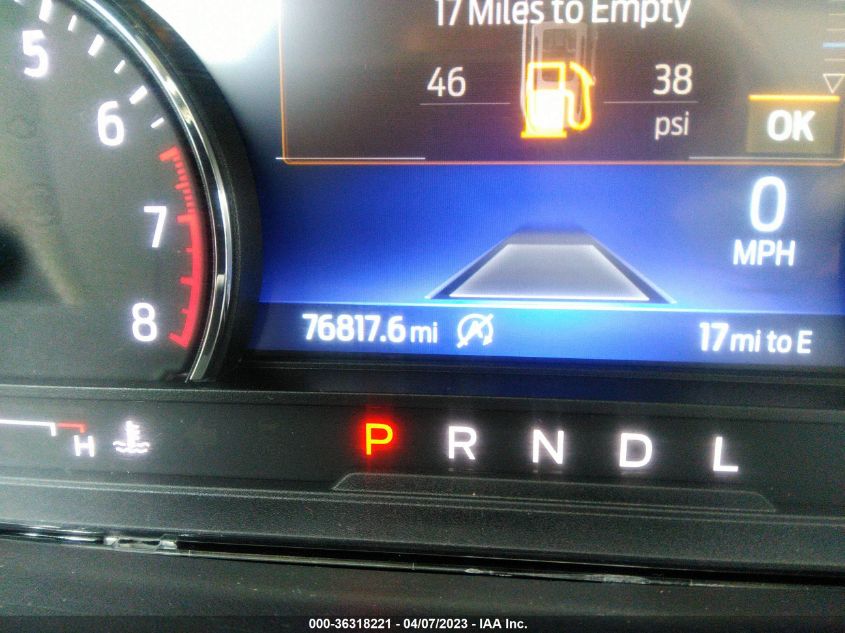 17 Miles to Empty
46
38
psi
OK
0
MPH
5
6
7
8
76817.6 mi
17 mi to E
H
P R N D L
000-36318221 - 04/07/2023 - IAA Inc.